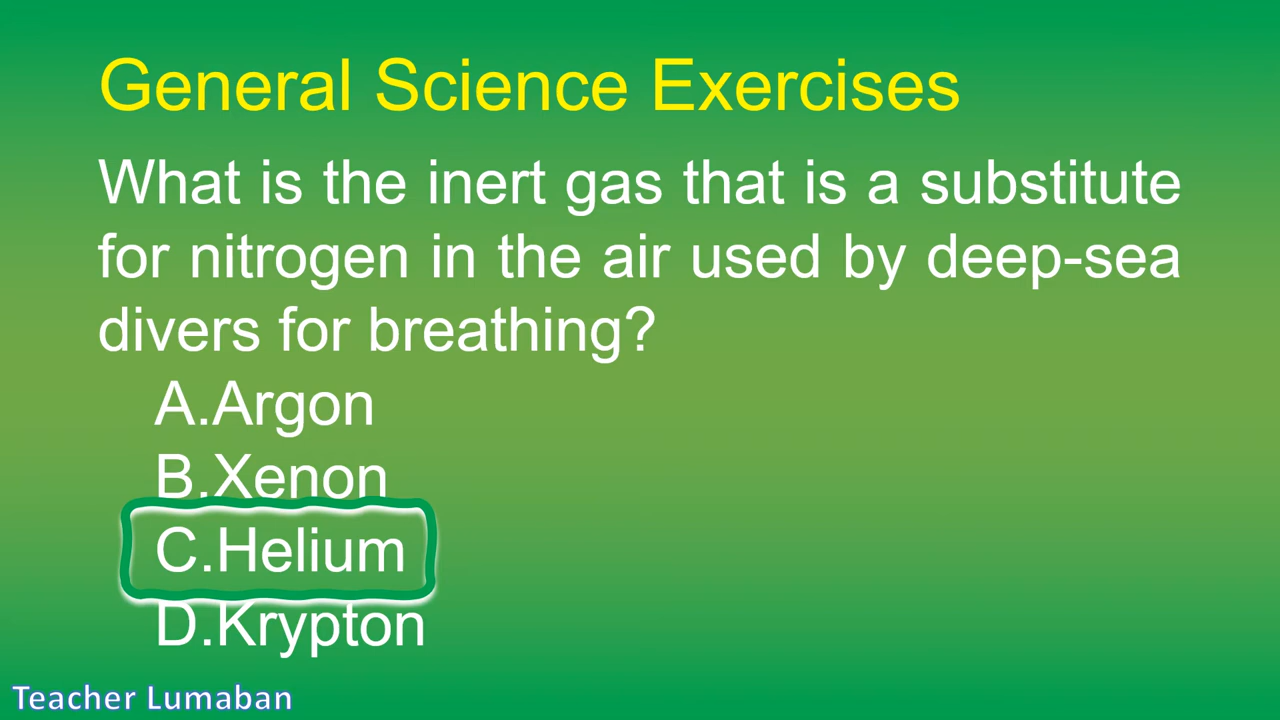 General Science Exercises
What is the inert gas that is a substitute
for nitrogen in the air used by deep-sea
divers for breathing?
A.Argon
B.Xenon
C.Helium
D.Krypton
Teacher Lumaban